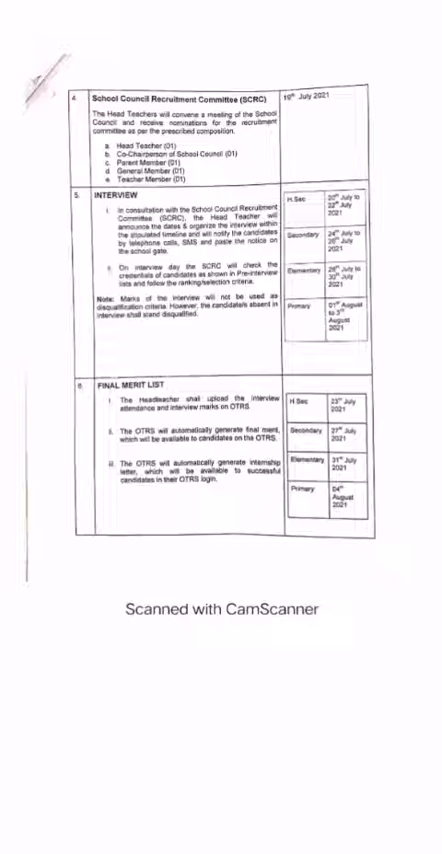 4. School Council Recruitment Committee (SCRC) 19th July 2021
The Head Teachers will convene a meeting of the School
Council and receive nominations for the recruitment
committee as per the prescribed composition.
a. Head Teacher (01)
b. Co-Chairperson of School Council (01)
c. Parent Member (01)
d. General Member (01)
e. Teacher Member (01)
5. INTERVIEW
i. In consultation with the School Council Recruitment
Committee (SCRC), the Head Teacher will
announce the dates & organize the interview within
the stipulated timeline and will notify the candidates
by telephone calls, SMS and paste the notice on
the school gate.
ii. On interview day the SCRC will check the
credentials of candidates as shown in Pre-interview
lists and follow the ranking/selection criteria.
Note: Marks of the interview will not be used as
disqualification criteria. However, the candidate/s absent in
interview shall stand disqualified.
H.Sec 20th July to
22nd July
2021
Secondary 24th July to
26th July
2021
Elementary 28th July to
30th July
2021
Primary 01st August
to 3rd
August
2021
6. FINAL MERIT LIST
i. The Headteacher shall upload the interview
attendance and interview marks on OTRS.
ii. The OTRS will automatically generate final merit,
which will be available to candidates on the OTRS.
iii. The OTRS will automatically generate internship
letter, which will be available to successful
candidates in their OTRS login.
H.Sec 23rd July
2021
Secondary 27th July
2021
Elementary 31st July
2021
Primary 04th
August
2021
Scanned with CamScanner